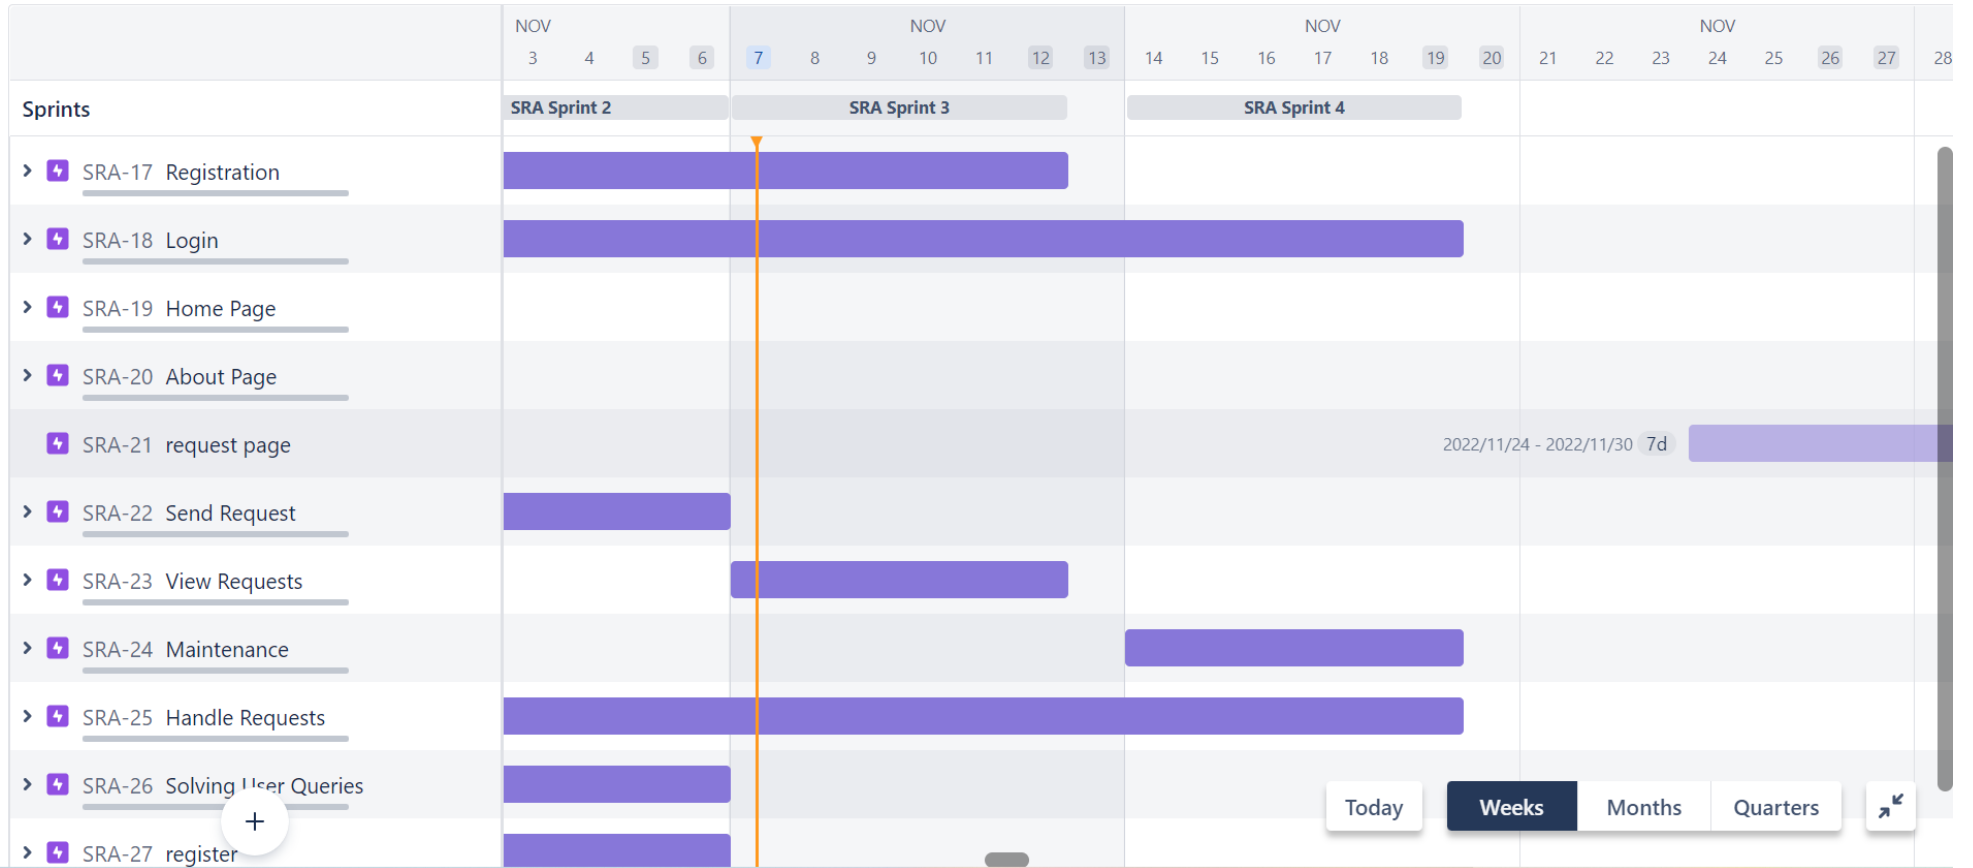 NOV NOV NOV NOV
3 4 5 6 7 8 9 10 11 12 13 14 15 16 17 18 19 20 21 22 23 24 25 26 27 28
Sprints SRA Sprint 2 SRA Sprint 3 SRA Sprint 4
SRA-17 Registration
SRA-18 Login
SRA-19 Home Page
SRA-20 About Page
SRA-21 request page 2022/11/24 - 2022/11/30 7d
SRA-22 Send Request
SRA-23 View Requests
SRA-24 Maintenance
SRA-25 Handle Requests
SRA-26 Solving User Queries
Today Weeks Months Quarters
+
SRA-27 register